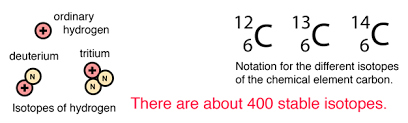 ordinary
hydrogen
+
deuterium
tritium
+ N
N + N
Isotopes of hydrogen
¹²₆C ¹³₆C ¹⁴₆C
Notation for the different isotopes
of the chemical element carbon.
There are about 400 stable isotopes.